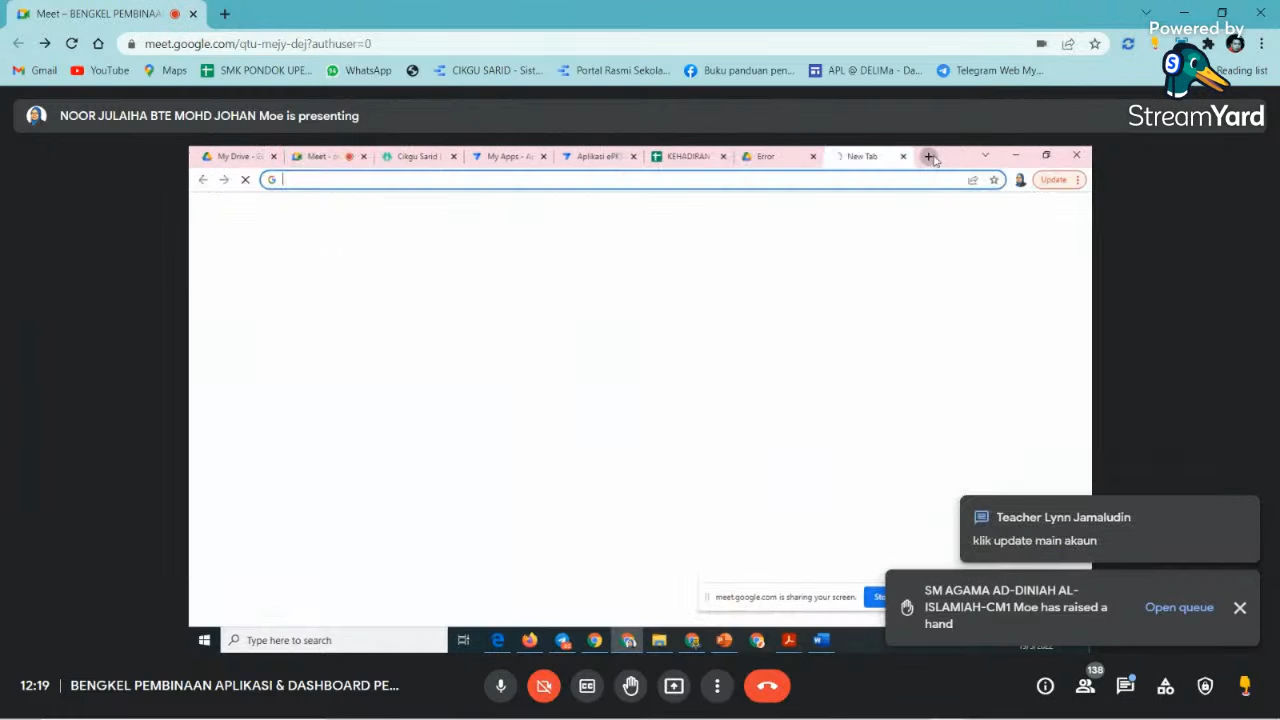 Meet – BENGKEL PEMBINAA
meet.google.com/qtu-mejy-dej?authuser=0
Powered by
StreamYard
Gmail
YouTube
Maps
SMK PONDOK UPE...
WhatsApp
CIKGU SARID - Sist...
Portal Rasmi Sekola...
Buku panduan pen...
APL @ DELIMa - Da...
Telegram Web My...
Reading list
NOOR JULAIHA BTE MOHD JOHAN Moe is presenting
My Drive -
Meet -
Cikgu Sarid
My Apps -
Aplikasi ePK
KEHADIRAN
Error
New Tab
Update
Teacher Lynn Jamaludin
klik update main akaun
meet.google.com is sharing your screen.
SM AGAMA AD-DINIAH AL-
ISLAMIAH-CM1 Moe has raised a
hand
Open queue
Type here to search
12:19
BENGKEL PEMBINAAN APLIKASI & DASHBOARD PE...
138